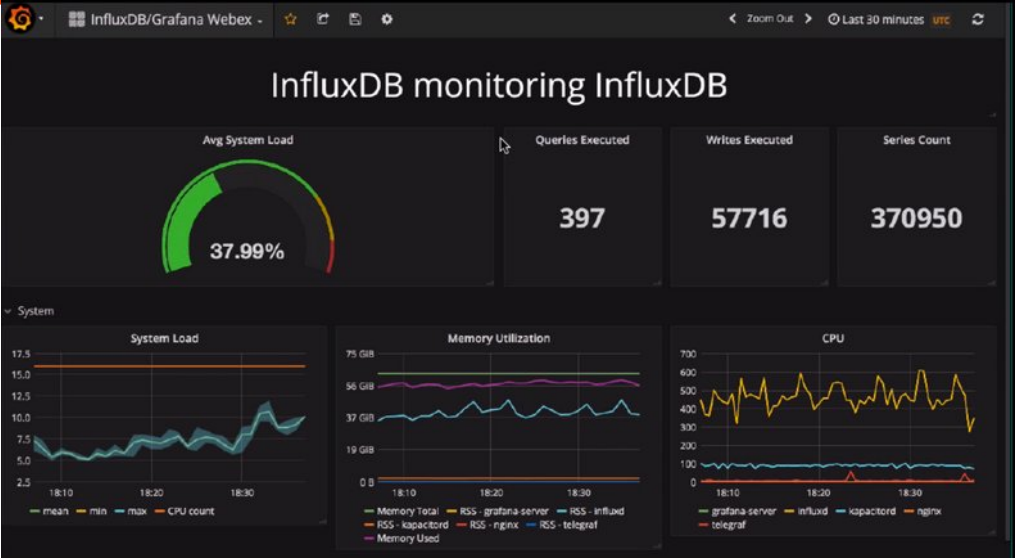 InfluxDB/Grafana Webex
Zoom Out
Last 30 minutes UTC
InfluxDB monitoring InfluxDB
Avg System Load
37.99%
Queries Executed
397
Writes Executed
57716
Series Count
370950
System
System Load
17.5
15.0
12.5
10.0
7.5
5.0
2.5
18:10 18:20 18:30
mean min max CPU count
Memory Utilization
75 GiB
56 GiB
37 GiB
19 GiB
0 B
18:10 18:20 18:30
Memory Total RSS - grafana-server RSS - influxd
RSS - kapacitord RSS - nginx RSS - telegraf
Memory Used
CPU
700
600
500
400
300
200
100
0
18:10 18:20 18:30
grafana-server influxd kapacitord nginx
telegraf